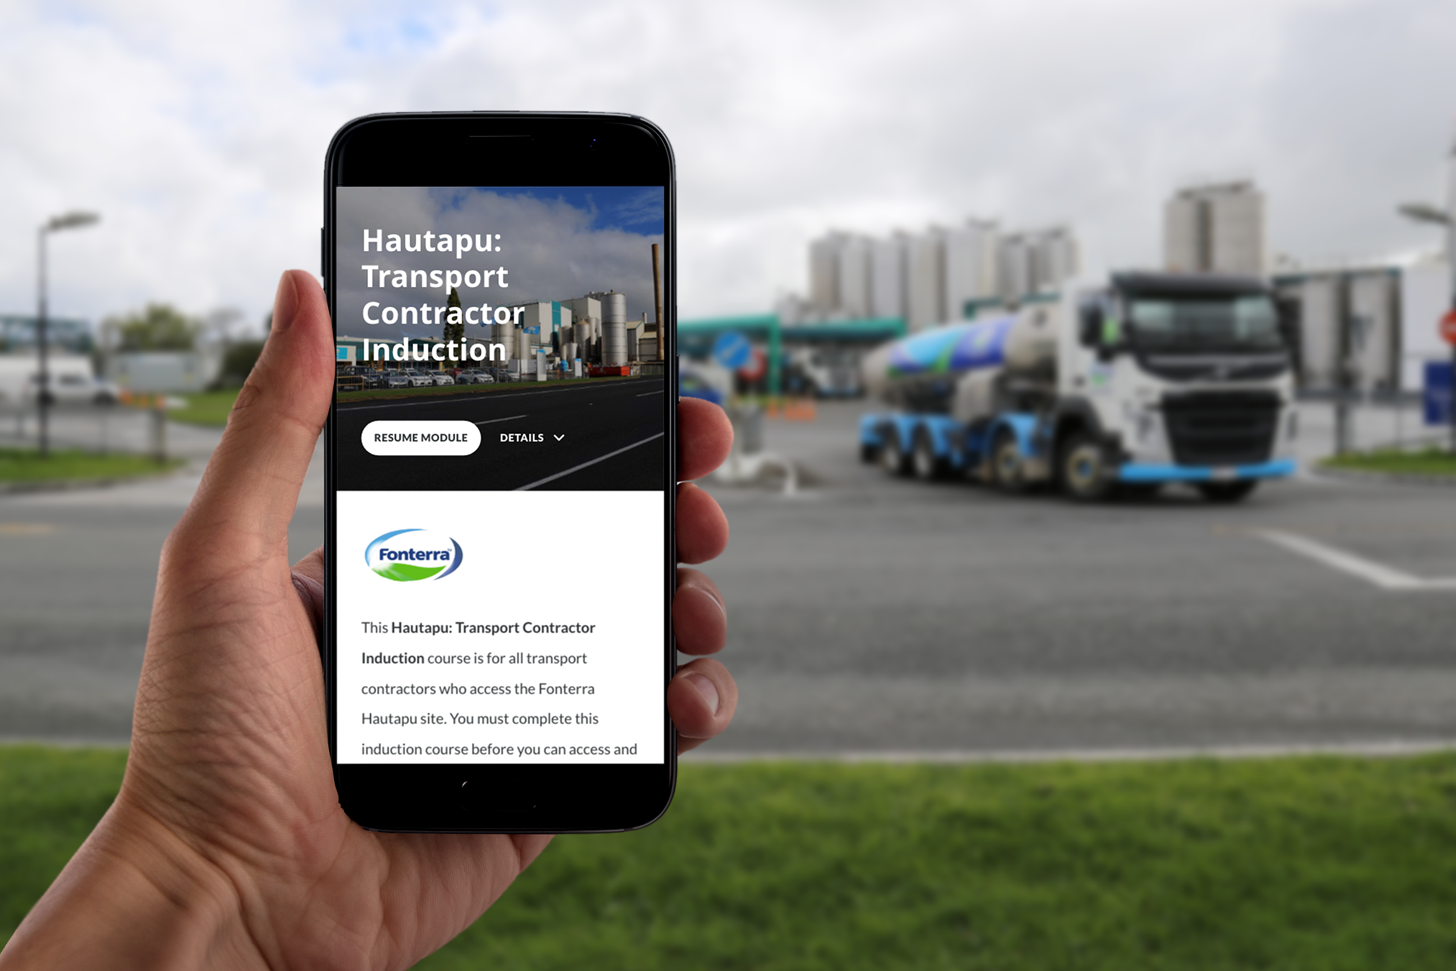 Hautapu:
Transport
Contractor
Induction
RESUME MODULE
DETAILS
Fonterra
This Hautapu: Transport Contractor
Induction course is for all transport
contractors who access the Fonterra
Hautapu site. You must complete this
induction course before you can access and